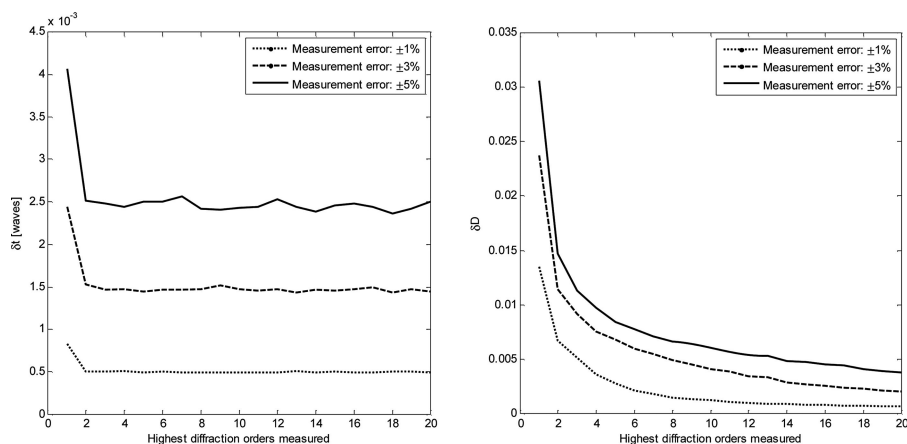 x 10⁻³
4.5
4
3.5
3
2.5
2
1.5
1
0.5
0
δt [waves]
0 2 4 6 8 10 12 14 16 18 20
Highest diffraction orders measured
Measurement error: ±1%
Measurement error: ±3%
Measurement error: ±5%
0.035
0.03
0.025
0.02
0.015
0.01
0.005
0
δD
0 2 4 6 8 10 12 14 16 18 20
Highest diffraction orders measured
Measurement error: ±1%
Measurement error: ±3%
Measurement error: ±5%